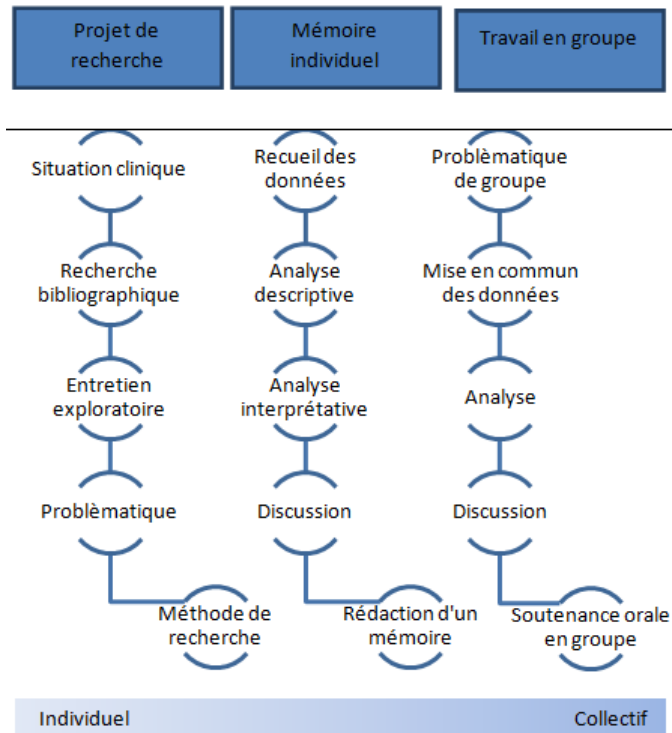 Projet de
recherche
Mémoire
individuel
Travail en groupe
Situation clinique
Recherche
bibliographique
Entretien
exploratoire
Problèmatique
Méthode de
recherche
Recueil des
données
Analyse
descriptive
Analyse
interprétative
Discussion
Rédaction d'un
mémoire
Problèmatique
de groupe
Mise en commun
des données
Analyse
Discussion
Soutenance orale
en groupe
Individuel
Collectif